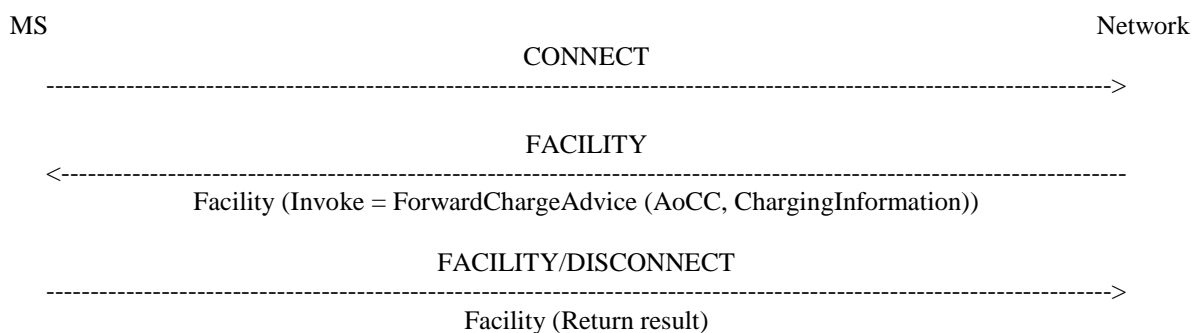 MS Network
CONNECT
------------------------------------------------------------------------------------------------------------------------>
FACILITY
<------------------------------------------------------------------------------------------------------------------------
Facility (Invoke = ForwardChargeAdvice (AoCC, ChargingInformation))
FACILITY/DISCONNECT
------------------------------------------------------------------------------------------------------------------------>
Facility (Return result)